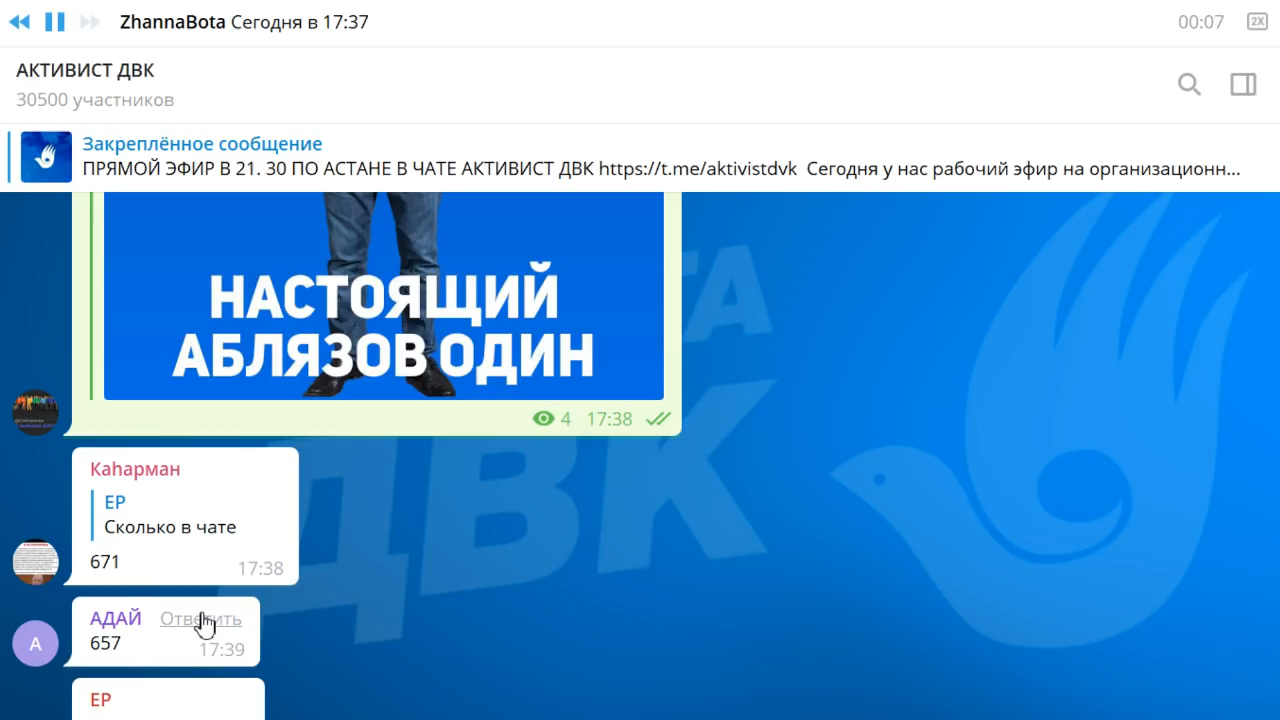 ZhannaBota Сегодня в 17:37
00:07
2X
АКТИВИСТ ДВК
30500 участников
Закреплённое сообщение
ПРЯМОЙ ЭФИР В 21. 30 ПО АСТАНЕ В ЧАТЕ АКТИВИСТ ДВК https://t.me/aktivistdvk Сегодня у нас рабочий эфир на организационн...
НАСТОЯЩИЙ
АБЛЯЗОВ ОДИН
4 17:38
ДВК
Каһарман
ЕР
Сколько в чате
671
17:38
АДАЙ Ответить
А
657
17:39
ЕР